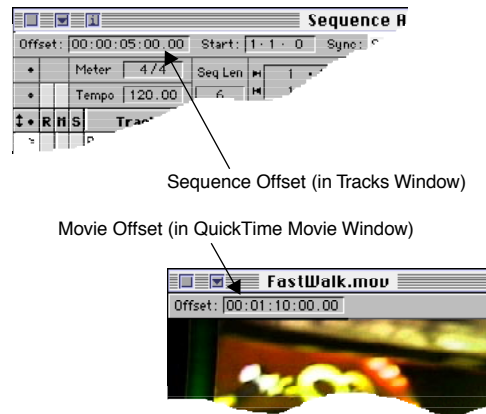 Sequence A
Offset: 00:00:05:00.00 Start: 1 · 1 · 0 Sync:
Meter 4/4 Seq Len 1
Tempo 120.00 6 1
R M S
Sequence Offset (in Tracks Window)
Movie Offset (in QuickTime Movie Window)
FastWalk.mov
Offset: 00:01:10:00.00